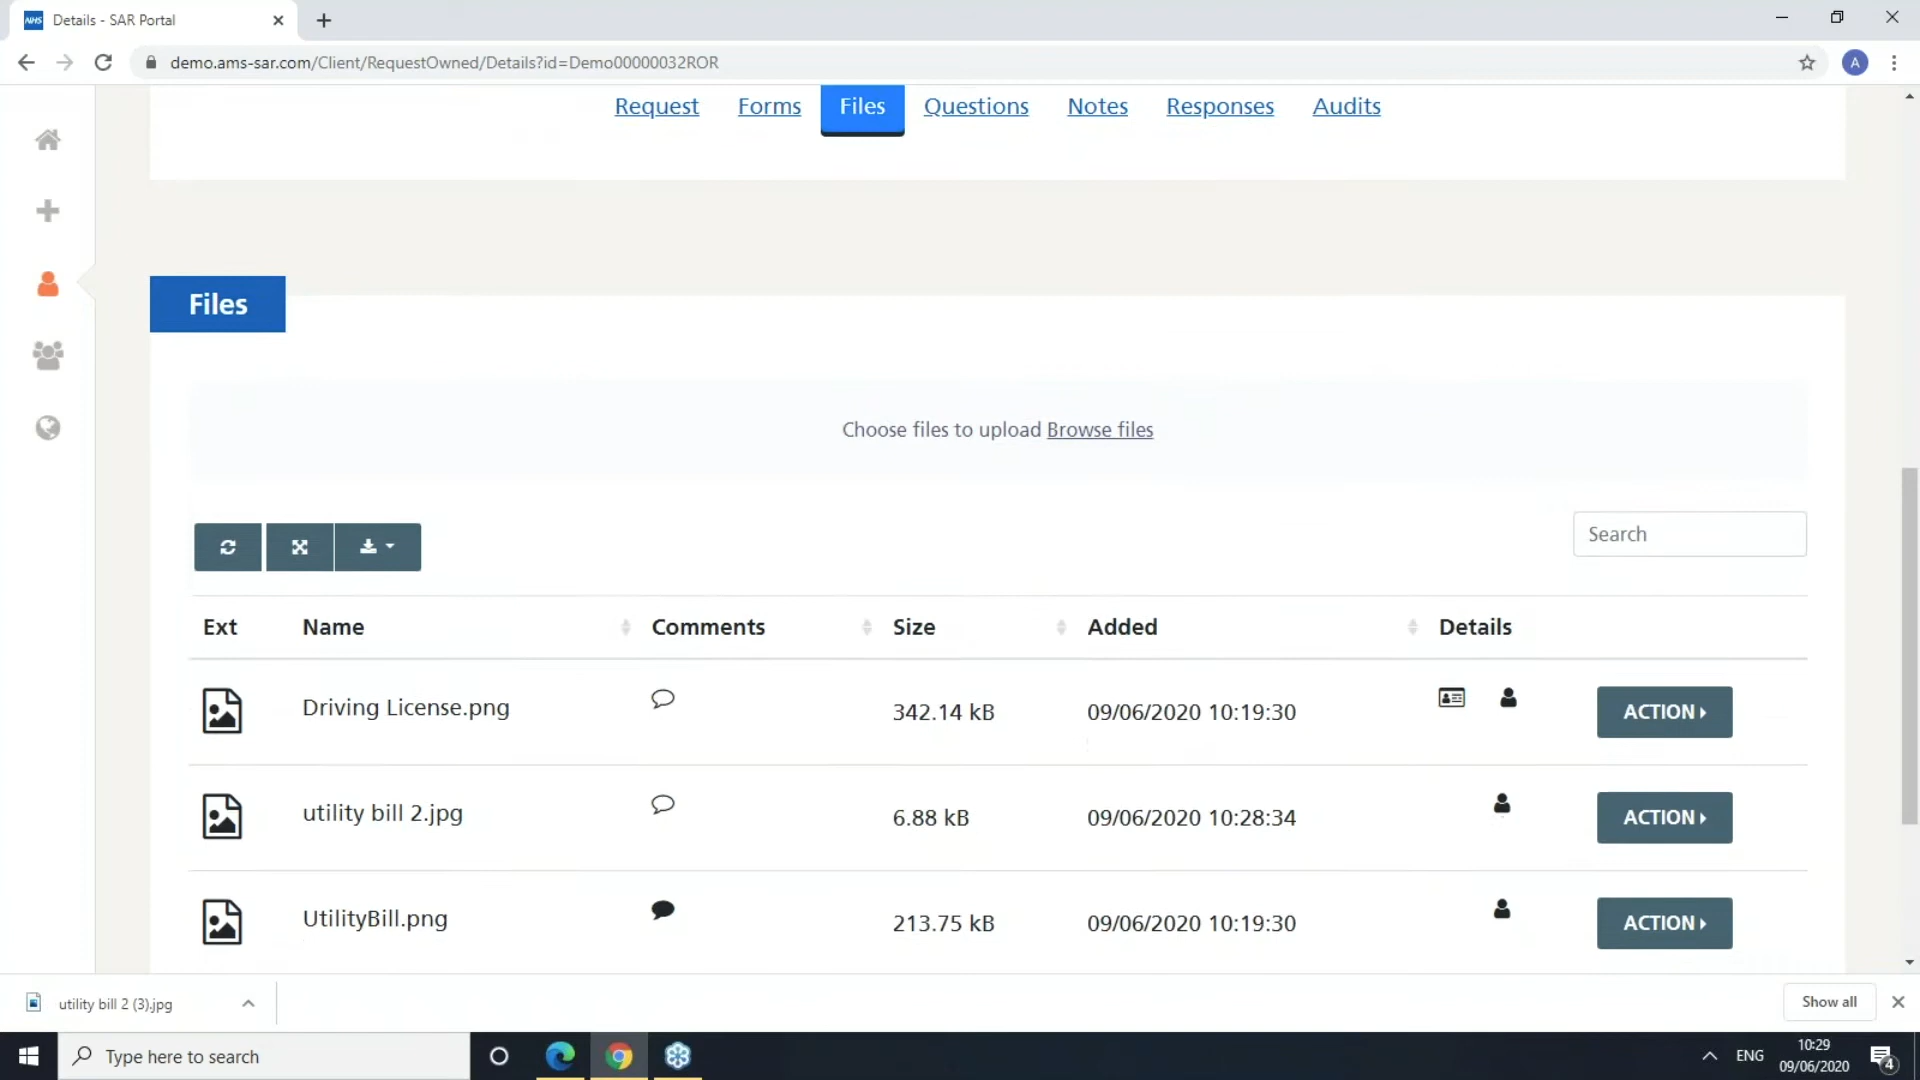 NHS Details - SAR Portal
demo.ams-sar.com/Client/RequestOwned/Details?id=Demo00000032ROR
A
Request Forms Files Questions Notes Responses Audits
Files
Choose files to upload Browse files
Search
Ext Name Comments Size Added Details
Driving License.png 342.14 kB 09/06/2020 10:19:30 ACTION
utility bill 2.jpg 6.88 kB 09/06/2020 10:28:34 ACTION
UtilityBill.png 213.75 kB 09/06/2020 10:19:30 ACTION
utility bill 2 (3).jpg Show all
Type here to search ENG 10:29
09/06/2020 4